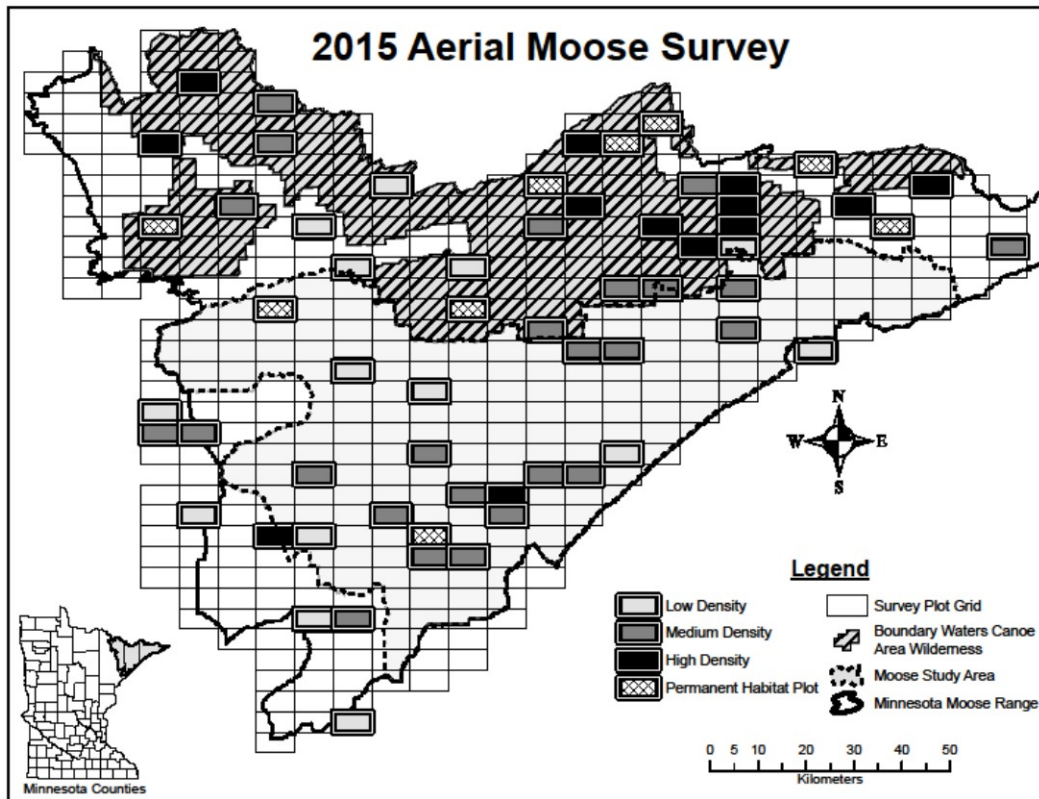 2015 Aerial Moose Survey
N
W E
S
Legend
Low Density
Medium Density
High Density
Permanent Habitat Plot
Survey Plot Grid
Boundary Waters Canoe
Area Wilderness
Moose Study Area
Minnesota Moose Range
0 5 10 20 30 40 50
Kilometers
Minnesota Counties